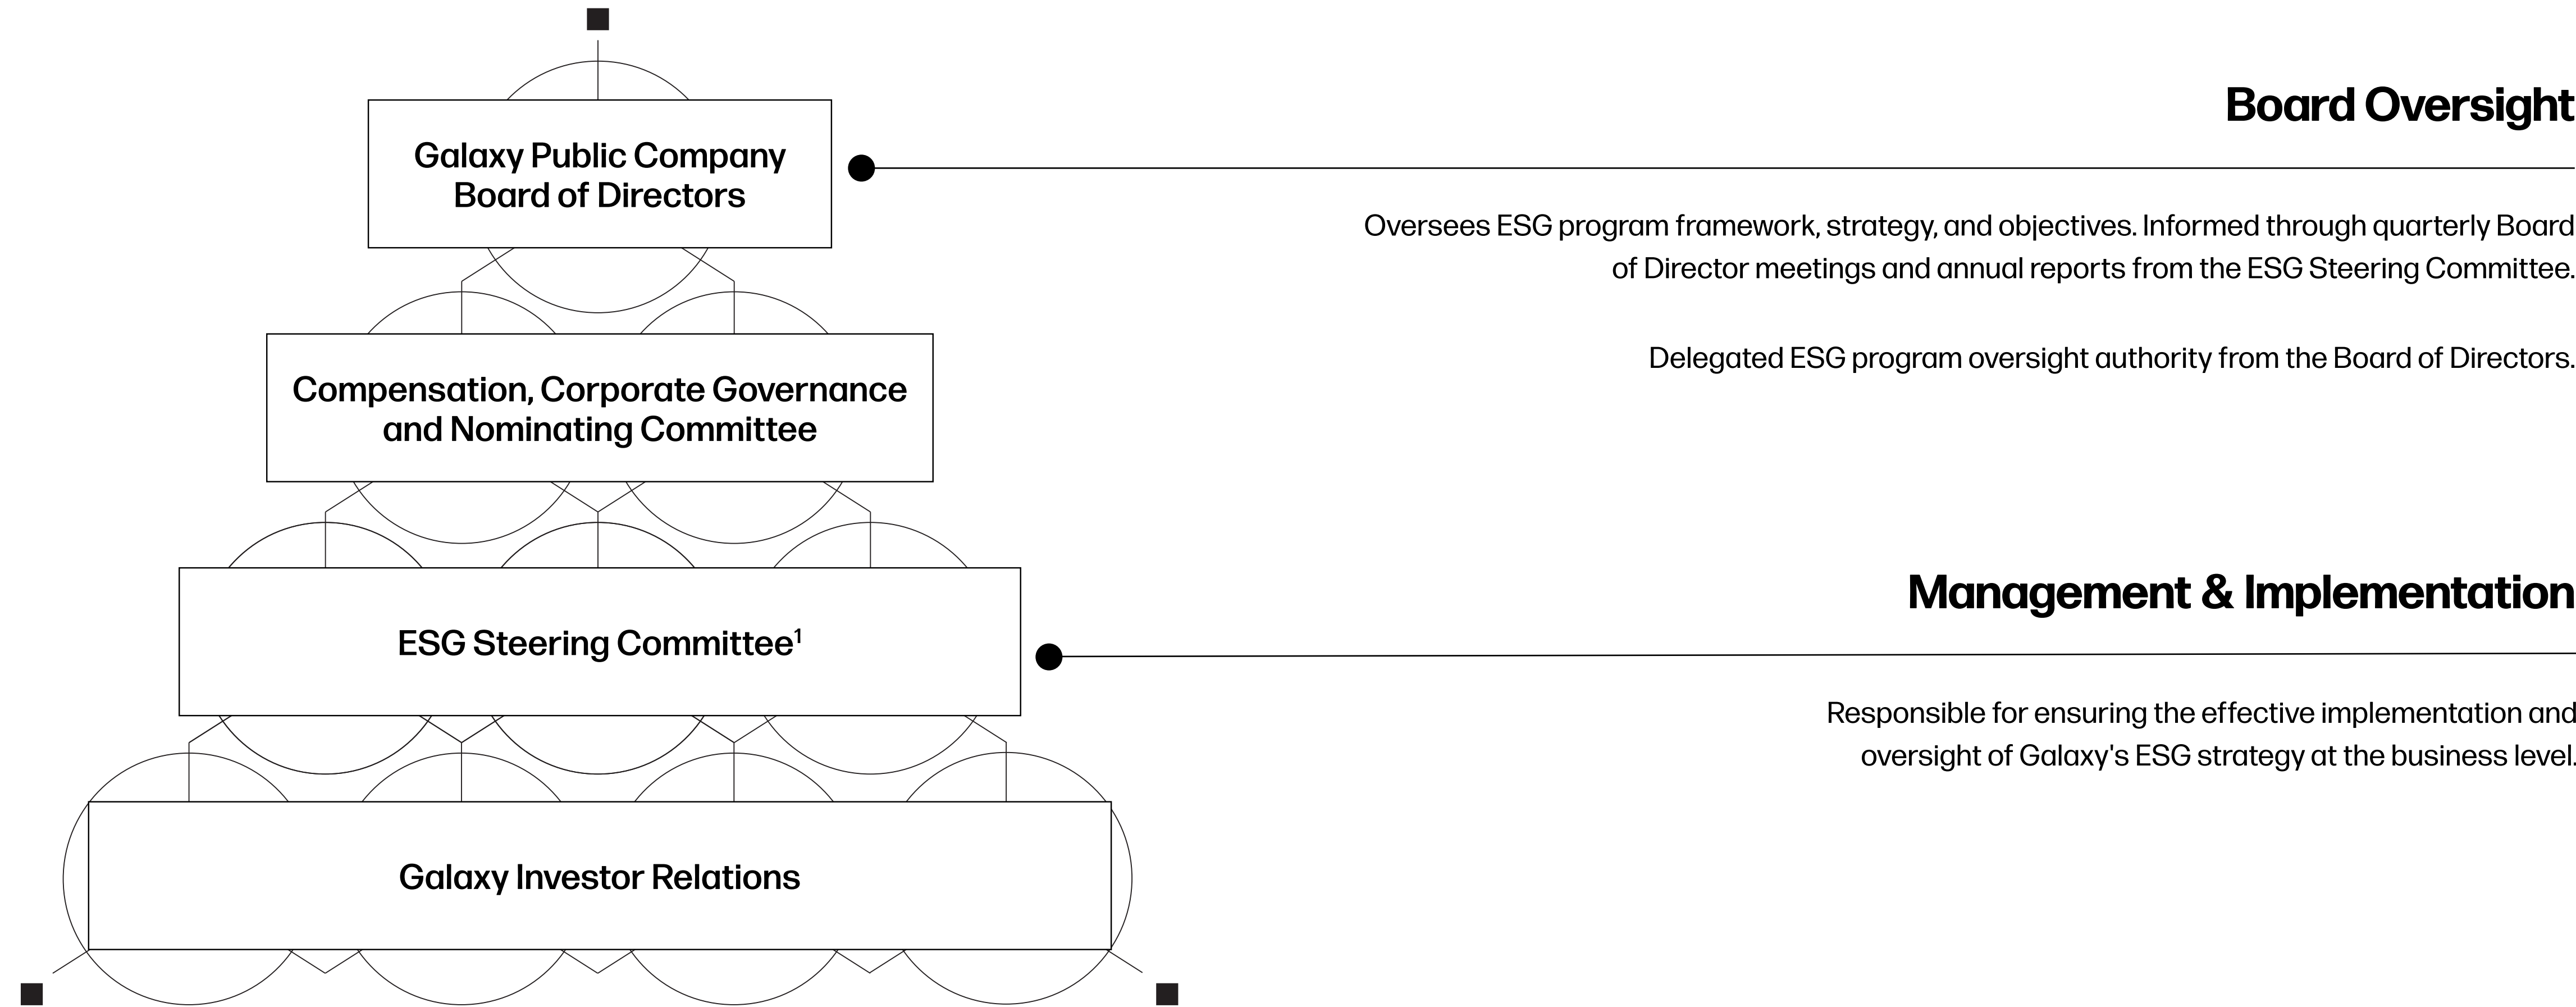 Galaxy Public Company
Board of Directors
Board Oversight
Oversees ESG program framework, strategy, and objectives. Informed through quarterly Board
of Director meetings and annual reports from the ESG Steering Committee.
Delegated ESG program oversight authority from the Board of Directors.
Compensation, Corporate Governance
and Nominating Committee
ESG Steering Committee¹
Management & Implementation
Responsible for ensuring the effective implementation and
oversight of Galaxy's ESG strategy at the business level.
Galaxy Investor Relations